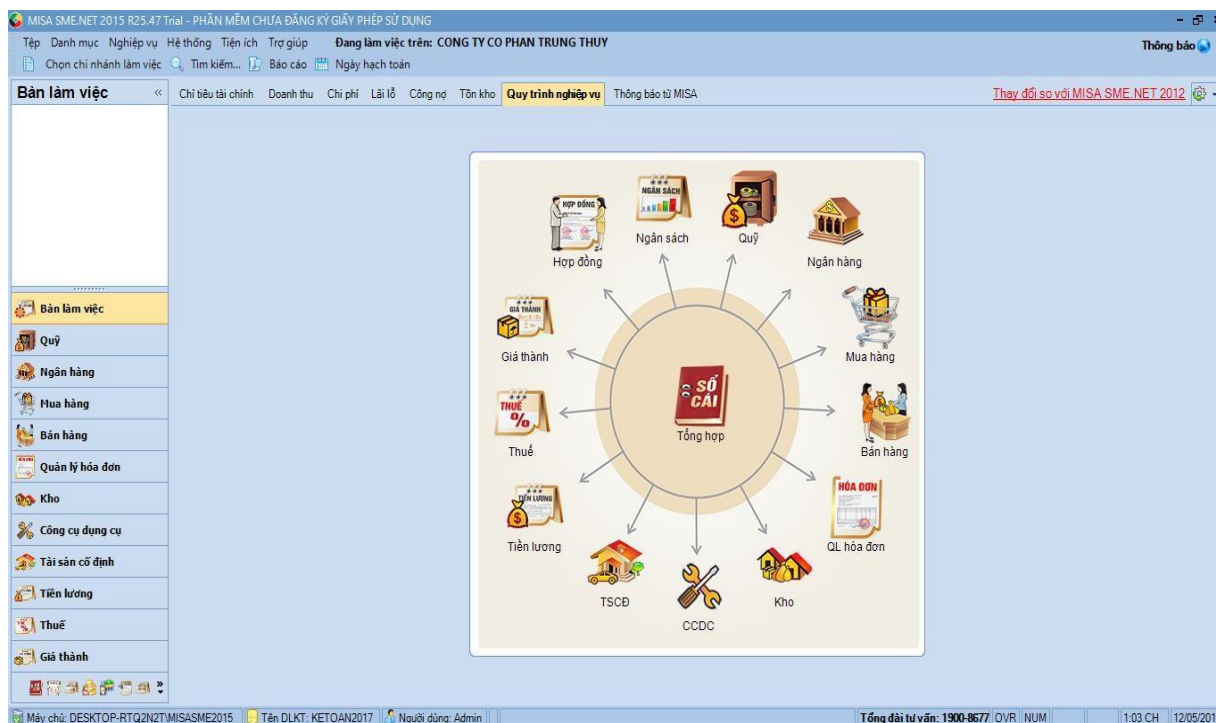 MISA SME.NET 2015 R25.47 Trial - PHẦN MỀM CHƯA ĐĂNG KÝ GIẤY PHÉP SỬ DỤNG
Tệp Danh mục Nghiệp vụ Hệ thống Tiện ích Trợ giúp Đang làm việc trên: CONG TY CO PHAN TRUNG THUY
Thông báo
Chọn chi nhánh làm việc Tìm kiếm... Báo cáo Ngày hạch toán
Bàn làm việc «
Chỉ tiêu tài chính Doanh thu Chi phí Lãi lỗ Công nợ Tồn kho Quy trình nghiệp vụ Thông báo từ MISA
Thay đổi so với MISA SME.NET 2012
Bàn làm việc
Quỹ
Ngân hàng
Mua hàng
Bán hàng
Quản lý hóa đơn
Kho
Công cụ dụng cụ
Tài sản cố định
Tiền lương
Thuế
Giá thành
HỢP ĐỒNG
Hợp đồng
NGÂN SÁCH
Ngân sách
Quỹ
Ngân hàng
GIÁ THÀNH
Giá thành
Mua hàng
SỔ CÁI
Tổng hợp
THUẾ
%
Thuế
Bán hàng
TIỀN LƯƠNG
Tiền lương
HÓA ĐƠN
QL hóa đơn
TSCĐ
CCDC
Kho
Máy chủ: DESKTOP-RTQ2N2T\MISASME2015 Tên DLKT: KETOAN2017 Người dùng: Admin
Tổng đài tư vấn: 1900-8677 OVR NUM 1:03 CH 12/05/201